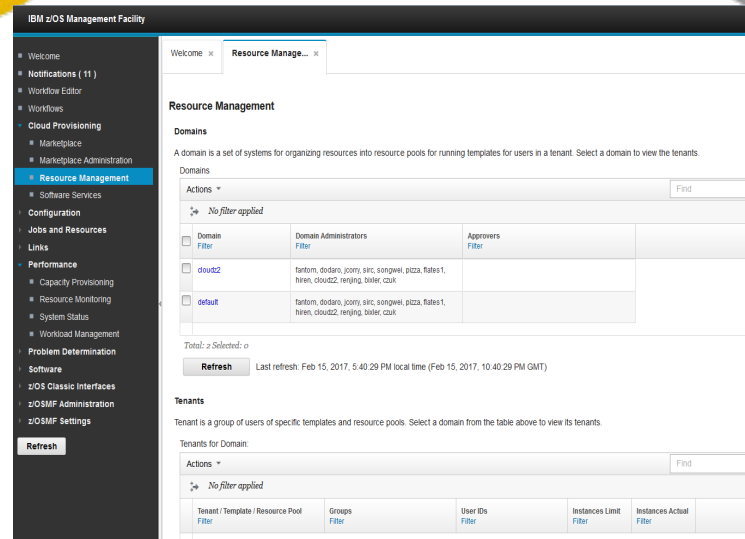 IBM z/OS Management Facility
Welcome
Notifications ( 11 )
Workflow Editor
Workflows
Cloud Provisioning
Marketplace
Marketplace Administration
Resource Management
Software Services
Configuration
Jobs and Resources
Links
Performance
Capacity Provisioning
Resource Monitoring
System Status
Workload Management
Problem Determination
Software
z/OS Classic Interfaces
z/OSMF Administration
z/OSMF Settings
Refresh
Welcome × Resource Manage... ×
Resource Management
Domains
A domain is a set of systems for organizing resources into resource pools for running templates for users in a tenant. Select a domain to view the tenants.
Domains
Actions Find
No filter applied
Domain Domain Administrators Approvers
Filter Filter Filter
cloudz2 fantom, dodaro, jcorry, sirc, songwei, pizza, flates1,
hiren, cloudz2, renjing, bixler, czuk
default fantom, dodaro, jcorry, sirc, songwei, pizza, flates1,
hiren, cloudz2, renjing, bixler, czuk
Total: 2 Selected: 0
Refresh Last refresh: Feb 15, 2017, 5:40:29 PM local time (Feb 15, 2017, 10:40:29 PM GMT)
Tenants
Tenant is a group of users of specific templates and resource pools. Select a domain from the table above to view its tenants.
Tenants for Domain:
Actions Find
No filter applied
Tenant / Template / Resource Pool Groups User IDs Instances Limit Instances Actual
Filter Filter Filter Filter Filter